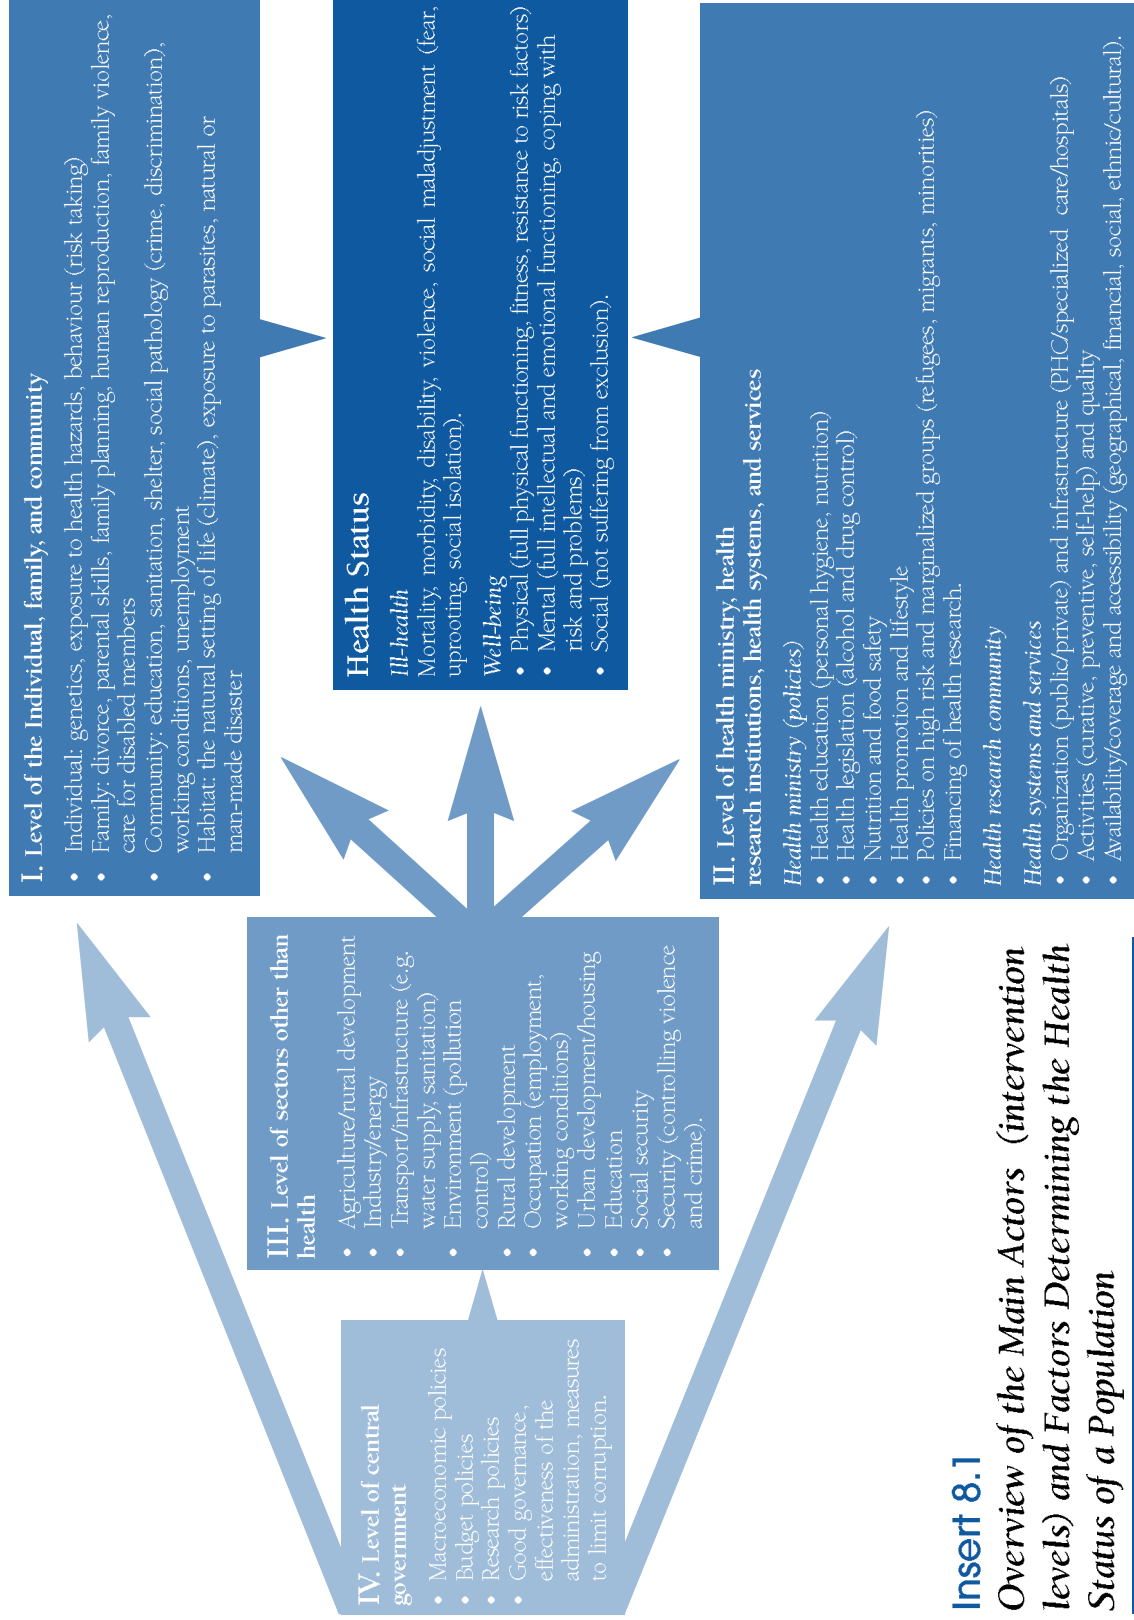 Insert 8.1
Overview of the Main Actors (intervention
levels) and Factors Determining the Health
Status of a Population
IV. Level of central
government
• Macroeconomic policies
• Budget policies
• Research policies
• Good governance,
effectiveness of the
administration, measures
to limit corruption.
III. Level of sectors other than
health
• Agriculture/rural development
• Industry/energy
• Transport/infrastructure (e.g.
water supply, sanitation)
• Environment (pollution
control)
• Rural development
• Occupation (employment,
working conditions)
• Urban development/housing
• Education
• Social security
• Security (controlling violence
and crime).
I. Level of the Individual, family, and community
• Individual: genetics, exposure to health hazards, behaviour (risk taking)
• Family: divorce, parental skills, family planning, human reproduction, family violence,
care for disabled members
• Community: education, sanitation, shelter, social pathology (crime, discrimination),
working conditions, unemployment
• Habitat: the natural setting of life (climate), exposure to parasites, natural or
man-made disaster
Health Status
Ill-health
Mortality, morbidity, disability, violence, social maladjustment (fear,
uprooting, social isolation).
Well-being
• Physical (full physical functioning, fitness, resistance to risk factors)
• Mental (full intellectual and emotional functioning, coping with
risk and problems)
• Social (not suffering from exclusion).
II. Level of health ministry, health
research institutions, health systems, and services
Health ministry (policies)
• Health education (personal hygiene, nutrition)
• Health legislation (alcohol and drug control)
• Nutrition and food safety
• Health promotion and lifestyle
• Policies on high risk and marginalized groups (refugees, migrants, minorities)
• Financing of health research.
Health research community
Health systems and services
• Organization (public/private) and infrastructure (PHC/specialized care/hospitals)
• Activities (curative, preventive, self-help) and quality
• Availability/coverage and accessibility (geographical, financial, social, ethnic/cultural).